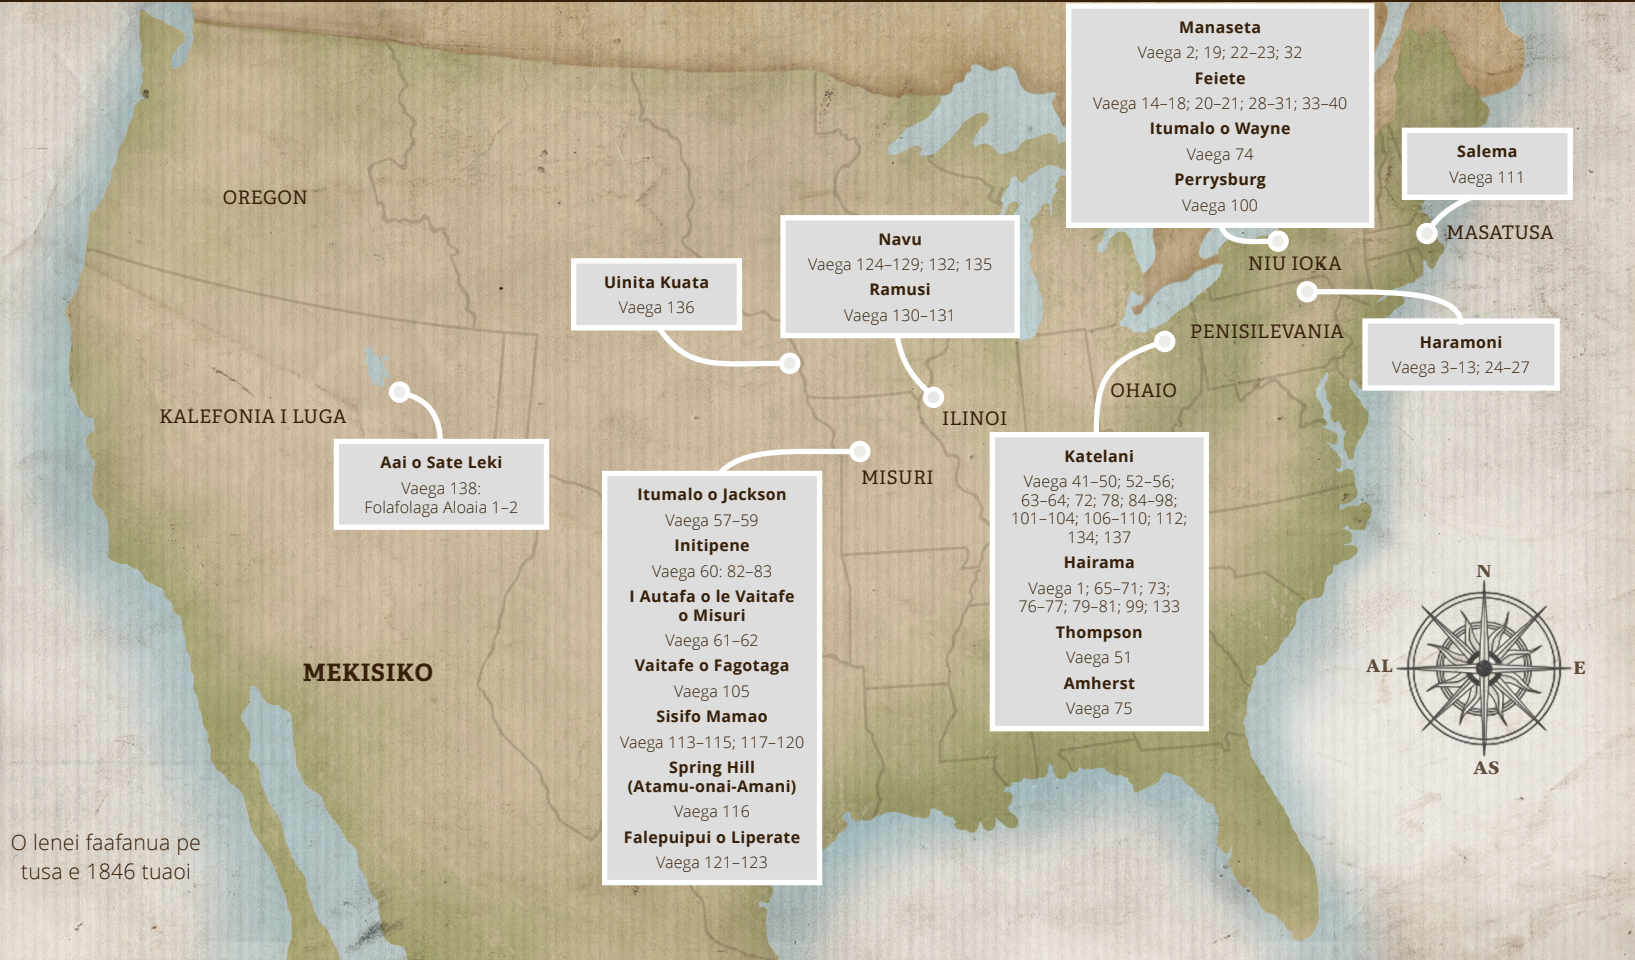 Manaseta
Vaega 2; 19; 22–23; 32
Feiete
Vaega 14–18; 20–21; 28–31; 33–40
Itumalo o Wayne
Vaega 74
Perrysburg
Vaega 100
Salema
Vaega 111
MASATUSA
NIU IOKA
OREGON
Navu
Vaega 124–129; 132; 135
Ramusi
Vaega 130–131
Uinita Kuata
Vaega 136
PENISILEVANIA
Haramoni
Vaega 3–13; 24–27
OHAIO
KALEFONIA I LUGA
ILINOI
Aai o Sate Leki
Vaega 138:
Folafolaga Aloaia 1–2
MISURI
Itumalo o Jackson
Vaega 57–59
Initipene
Vaega 60: 82–83
I Autafa o le Vaitafe
o Misuri
Vaega 61–62
Vaitafe o Fagotaga
Vaega 105
Sisifo Mamao
Vaega 113–115; 117–120
Spring Hill
(Atamu-onai-Amani)
Vaega 116
Falepuipui o Liperate
Vaega 121–123
Katelani
Vaega 41–50; 52–56;
63–64; 72; 78; 84–98;
101–104; 106–110; 112;
134; 137
Hairama
Vaega 1; 65–71; 73;
76–77; 79–81; 99; 133
Thompson
Vaega 51
Amherst
Vaega 75
MEKISIKO
N
AL
E
AS
O lenei faafanua pe
tusa e 1846 tuaoi